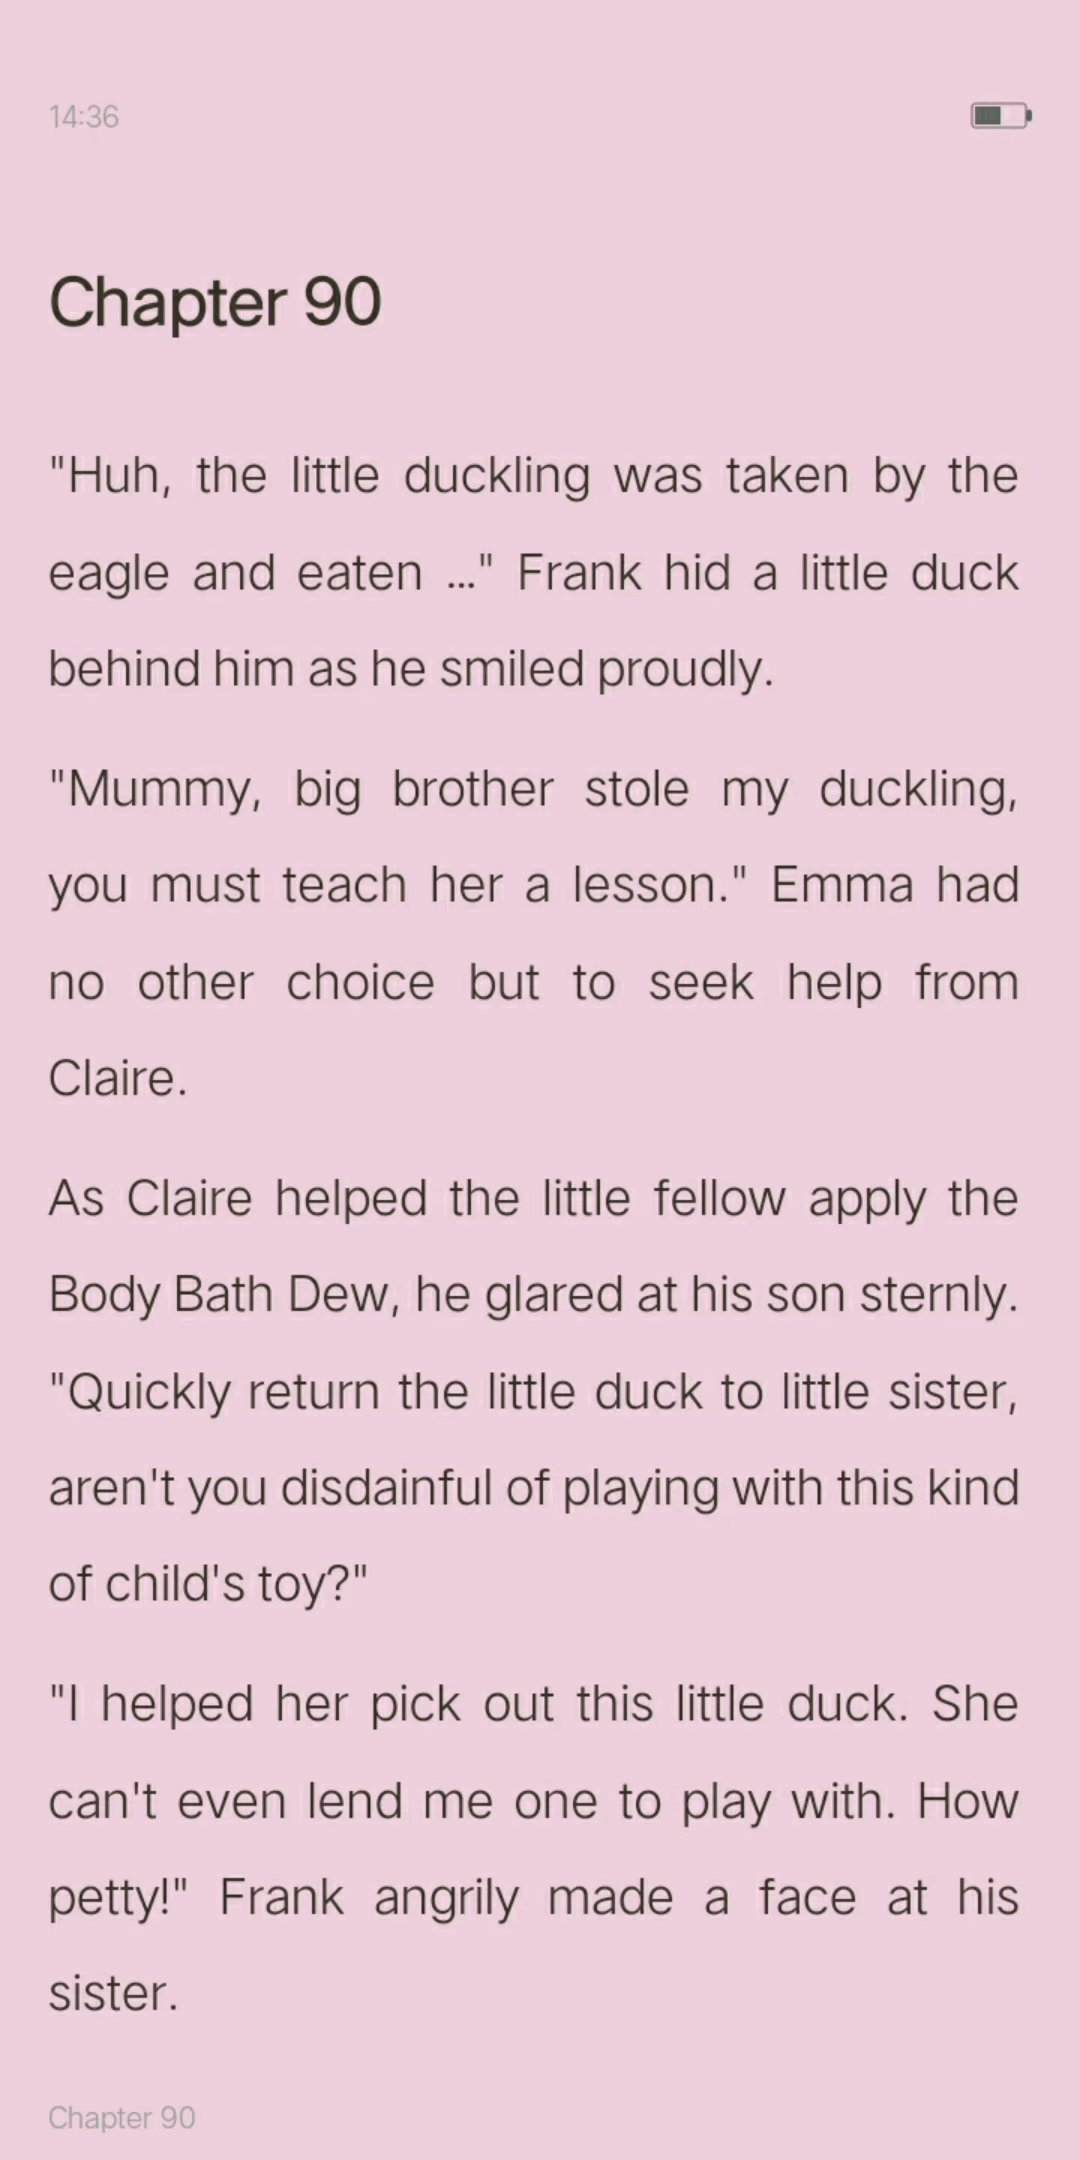 14:36
Chapter 90
"Huh, the little duckling was taken by the
eagle and eaten ..." Frank hid a little duck
behind him as he smiled proudly.
"Mummy, big brother stole my duckling,
you must teach her a lesson." Emma had
no other choice but to seek help from
Claire.
As Claire helped the little fellow apply the
Body Bath Dew, he glared at his son sternly.
"Quickly return the little duck to little sister,
aren't you disdainful of playing with this kind
of child's toy?"
"I helped her pick out this little duck. She
can't even lend me one to play with. How
petty!" Frank angrily made a face at his
sister.
Chapter 90